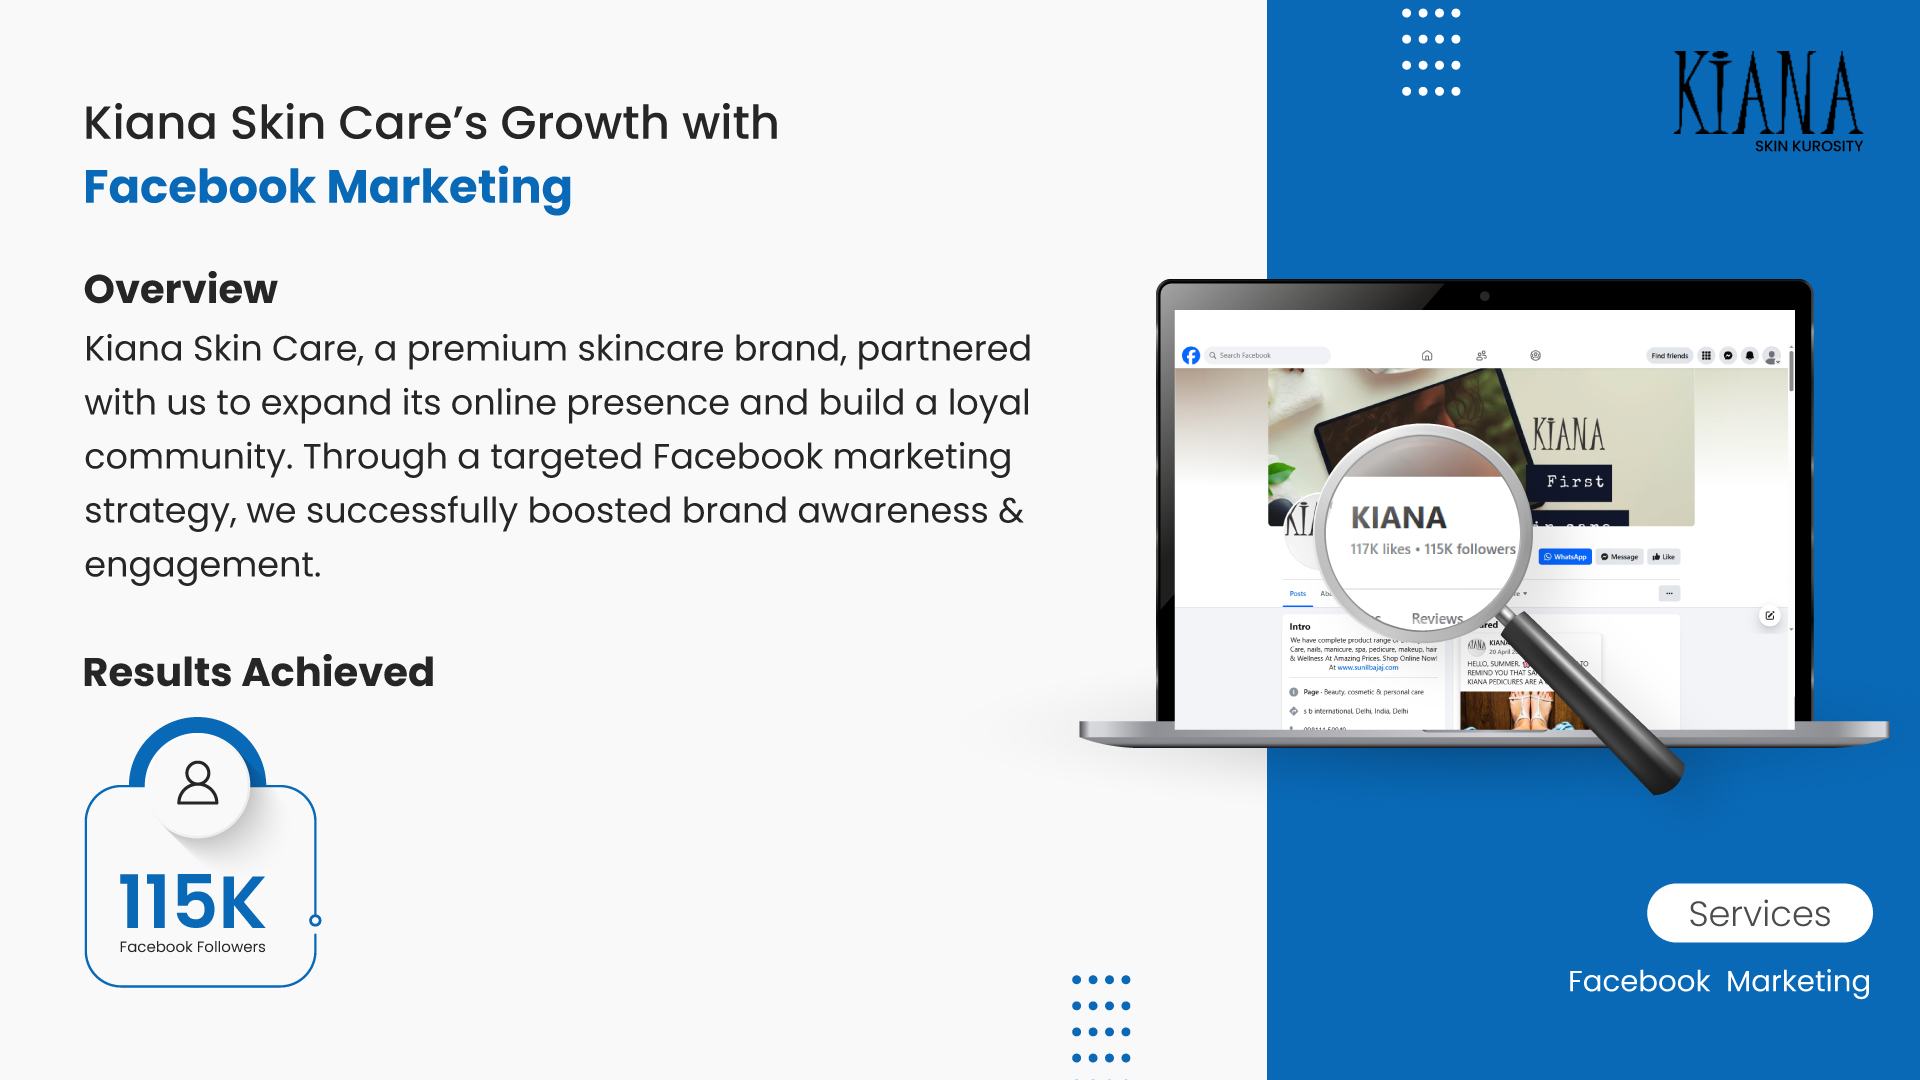 Kiana Skin Care’s Growth with
Facebook Marketing
Overview
Kiana Skin Care, a premium skincare brand, partnered
with us to expand its online presence and build a loyal
community. Through a targeted Facebook marketing
strategy, we successfully boosted brand awareness &
engagement.
Results Achieved
115K
Facebook Followers
KIANA
SKIN KUROSITY
Search Facebook
Find friends
KIANA
First
KIANA
117K likes • 115K followers
WhatsApp
Message
Like
Posts
Reviews
Intro
We have complete product range of
Care, nails, manicure, spa, pedicure, makeup, hair
& Wellness At Amazing Prices. Shop Online Now!
At www.sunilbajaj.com
Page · Beauty, cosmetic & personal care
s b international, Delhi, India, Delhi
KIANA
20 April
HELLO, SUMMER. TO
REMIND YOU THAT
KIANA PEDICURES ARE A
Services
Facebook Marketing